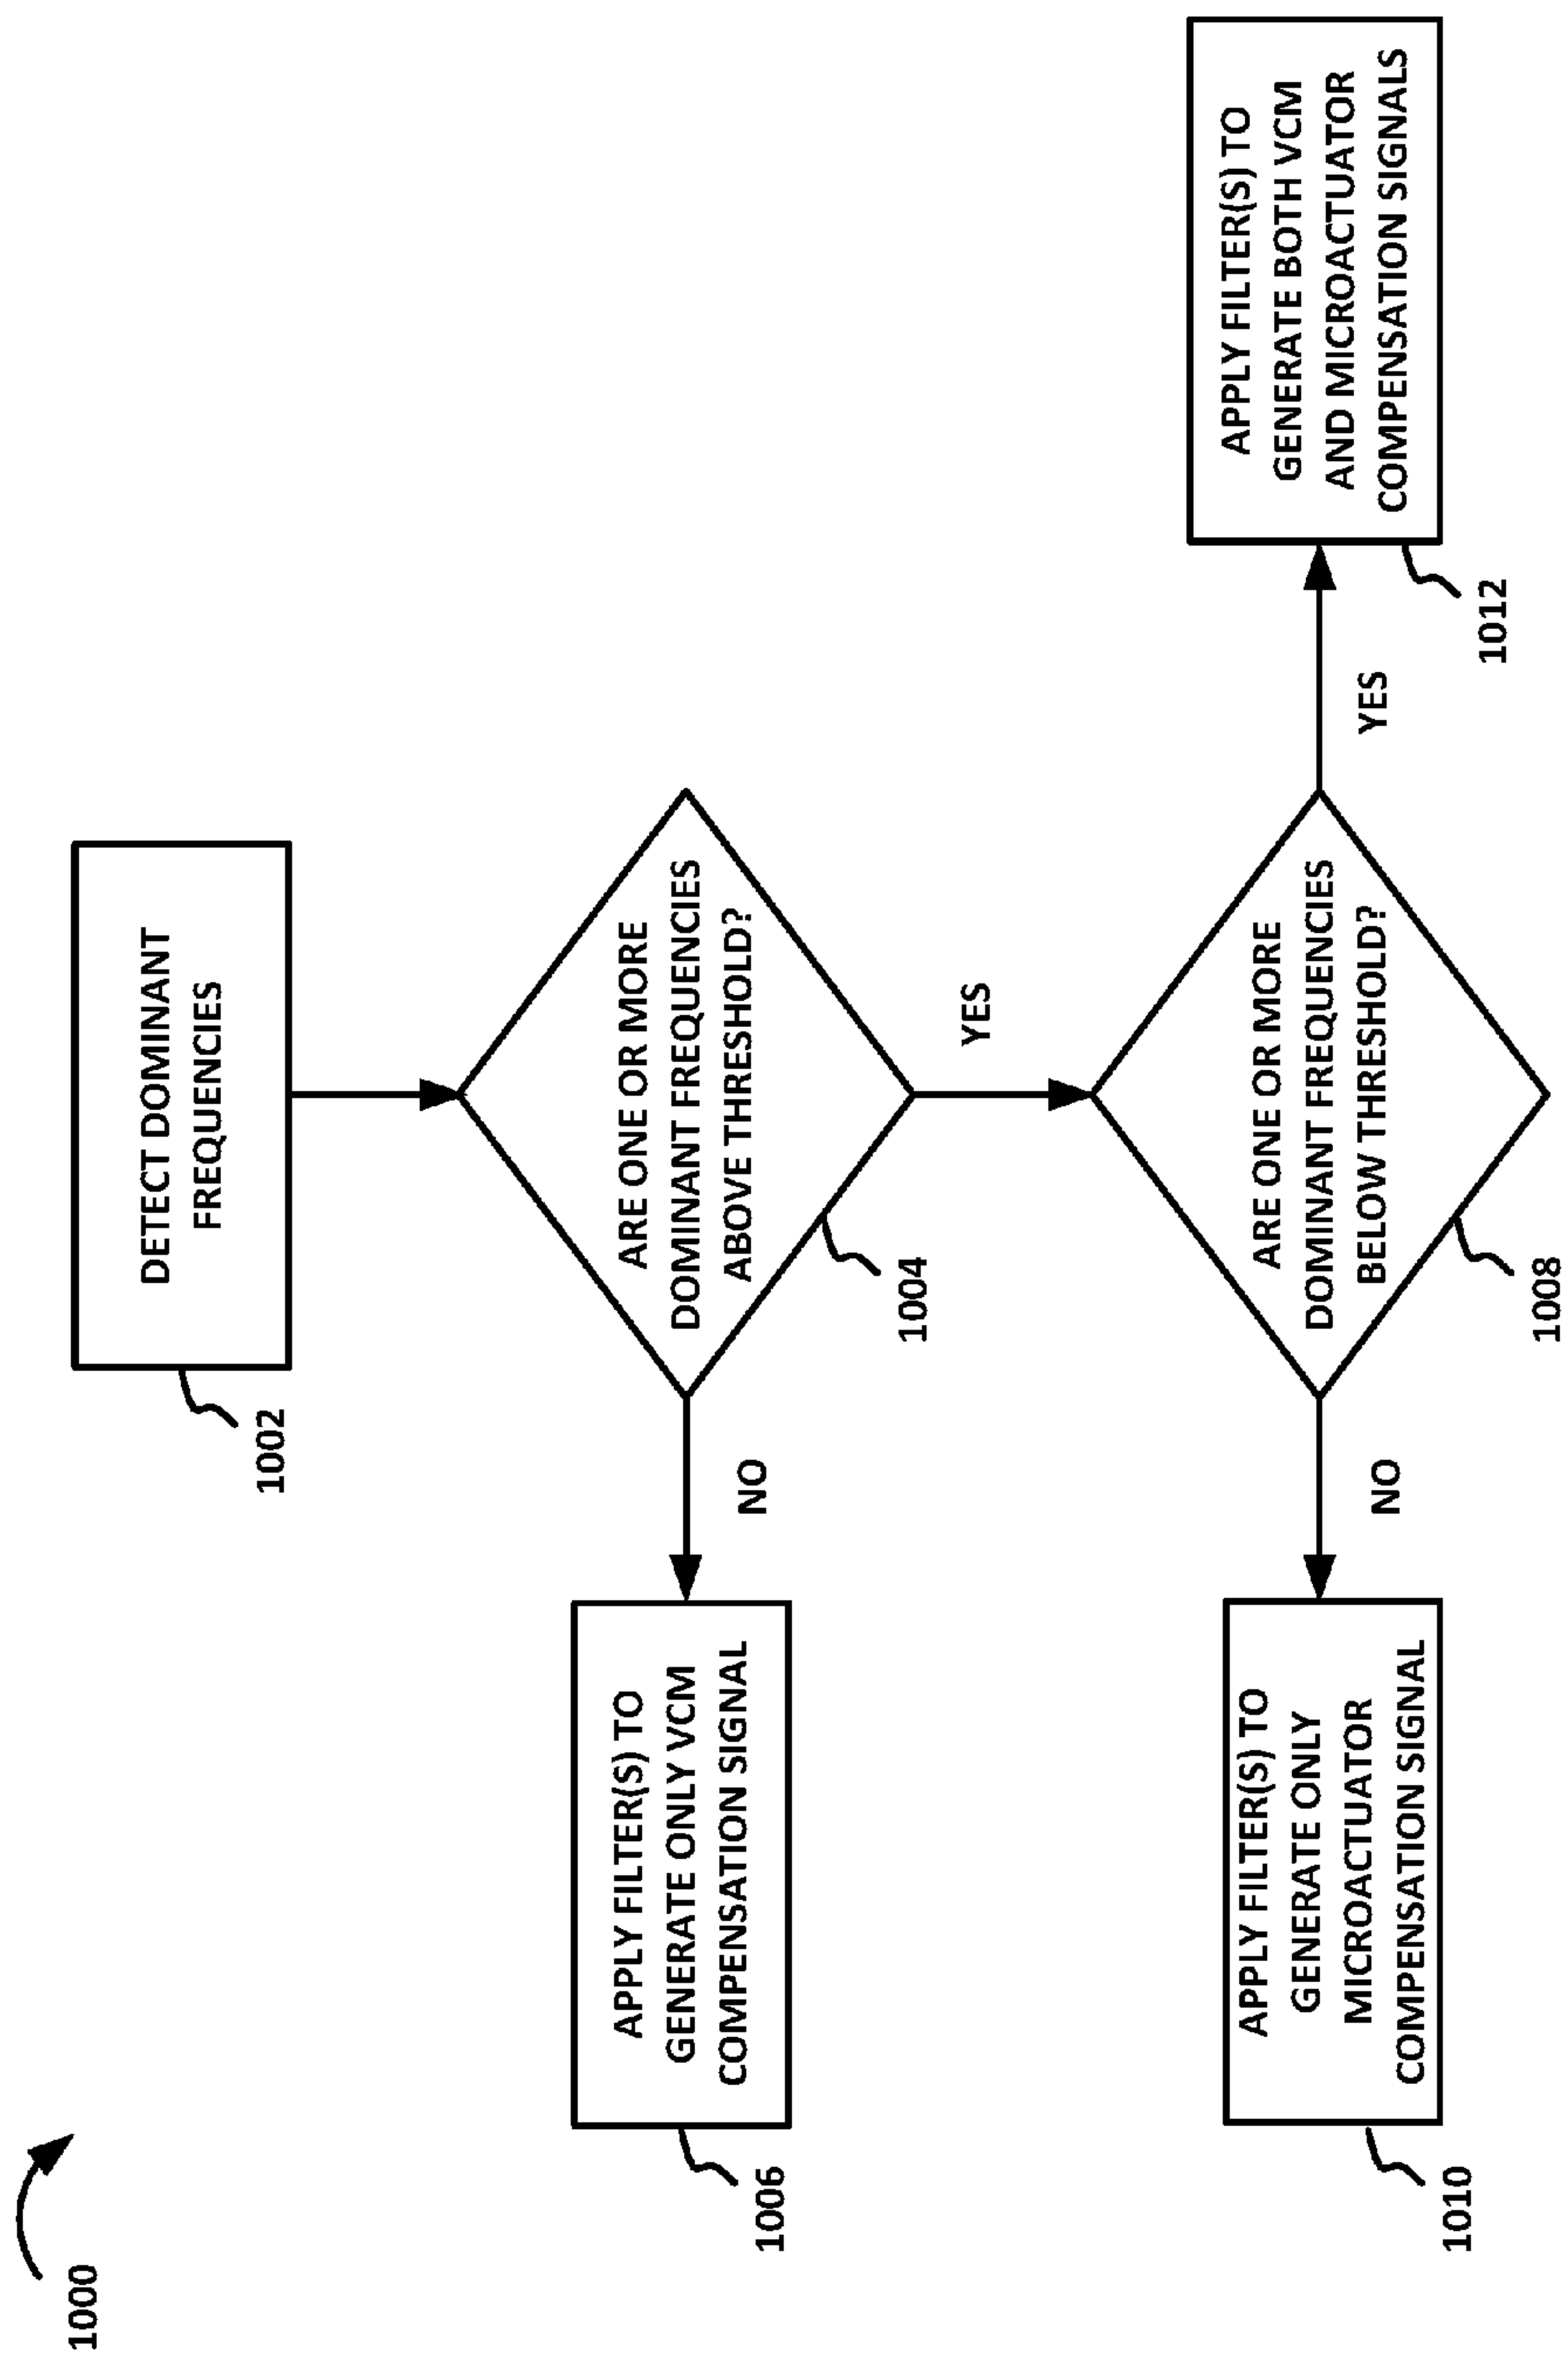 1000
DETECT DOMINANT
FREQUENCIES
1002
ARE ONE OR MORE
DOMINANT FREQUENCIES
ABOVE THRESHOLD?
1004
NO
APPLY FILTER(S) TO
GENERATE ONLY VCM
COMPENSATION SIGNAL
1006
YES
ARE ONE OR MORE
DOMINANT FREQUENCIES
BELOW THRESHOLD?
1008
NO
APPLY FILTER(S) TO
GENERATE ONLY
MICROACTUATOR
COMPENSATION SIGNAL
1010
YES
APPLY FILTER(S) TO
GENERATE BOTH VCM
AND MICROACTUATOR
COMPENSATION SIGNALS
1012